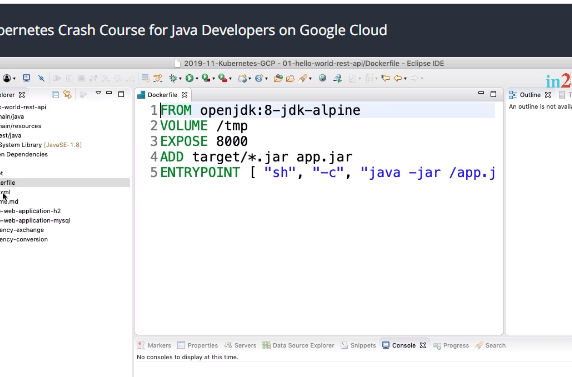 bernetes Crash Course for Java Developers on Google Cloud
2019-11-Kubernetes-GCP - 01-hello-world-rest-api/Dockerfile - Eclipse IDE
in2
plorer
-world-rest-api
main/java
main/resources
est/java
System Library [JavaSE-1.8]
en Dependencies
et
erfile
ne.md
-web-application-h2
-web-application-mysql
ency-exchange
ency-conversion
Dockerfile
1 FROM openjdk:8-jdk-alpine
2 VOLUME /tmp
3 EXPOSE 8000
4 ADD target/*.jar app.jar
5 ENTRYPOINT [ "sh", "-c", "java -jar /app.j
Outline
An outline is not availa
Markers Properties Servers Data Source Explorer Snippets Console Progress Search
No consoles to display at this time.